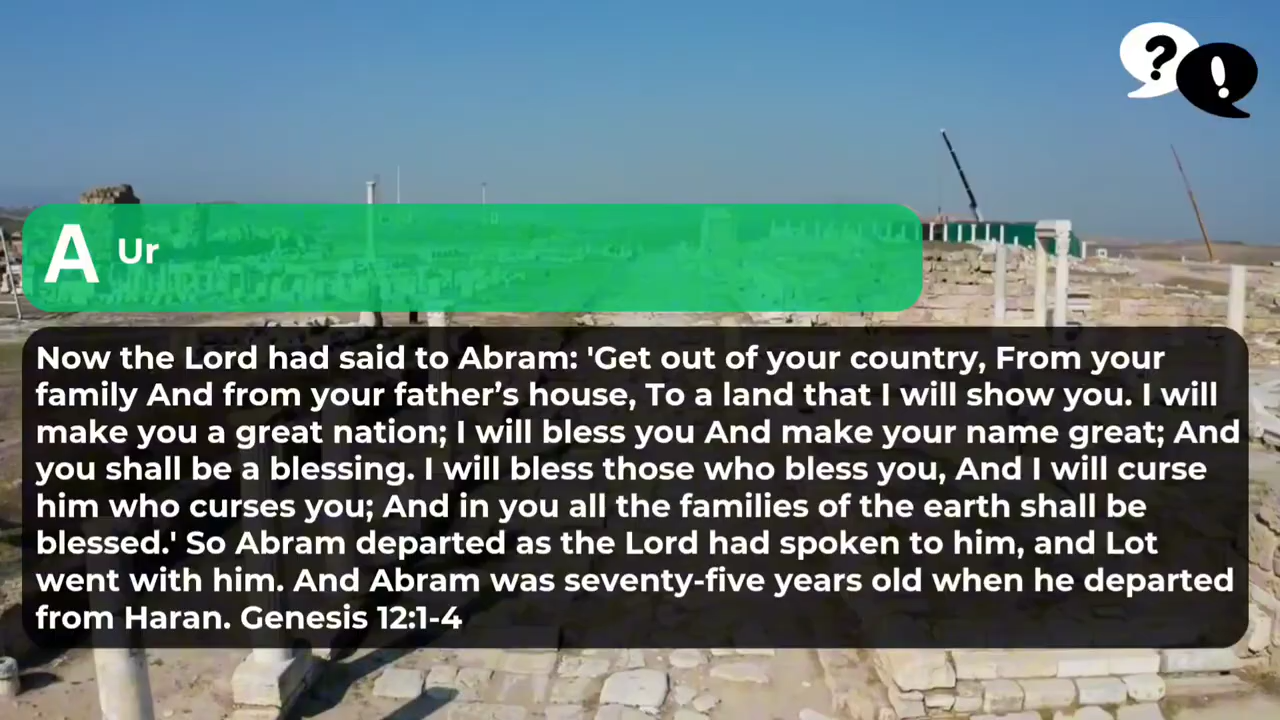 A Ur
Now the Lord had said to Abram: 'Get out of your country, From your
family And from your father’s house, To a land that I will show you. I will
make you a great nation; I will bless you And make your name great; And
you shall be a blessing. I will bless those who bless you, And I will curse
him who curses you; And in you all the families of the earth shall be
blessed.' So Abram departed as the Lord had spoken to him, and Lot
went with him. And Abram was seventy-five years old when he departed
from Haran. Genesis 12:1-4